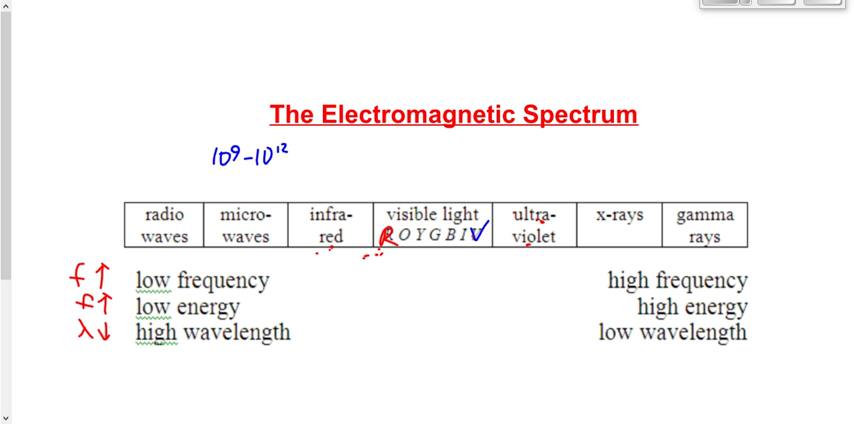 The Electromagnetic Spectrum
10⁹-10¹²
radio waves
micro-waves
infra-red
visible light
R O Y G B I V
ultra-violet
x-rays
gamma rays
f ↑ low frequency high frequency
f ↑ low energy high energy
λ ↓ high wavelength low wavelength